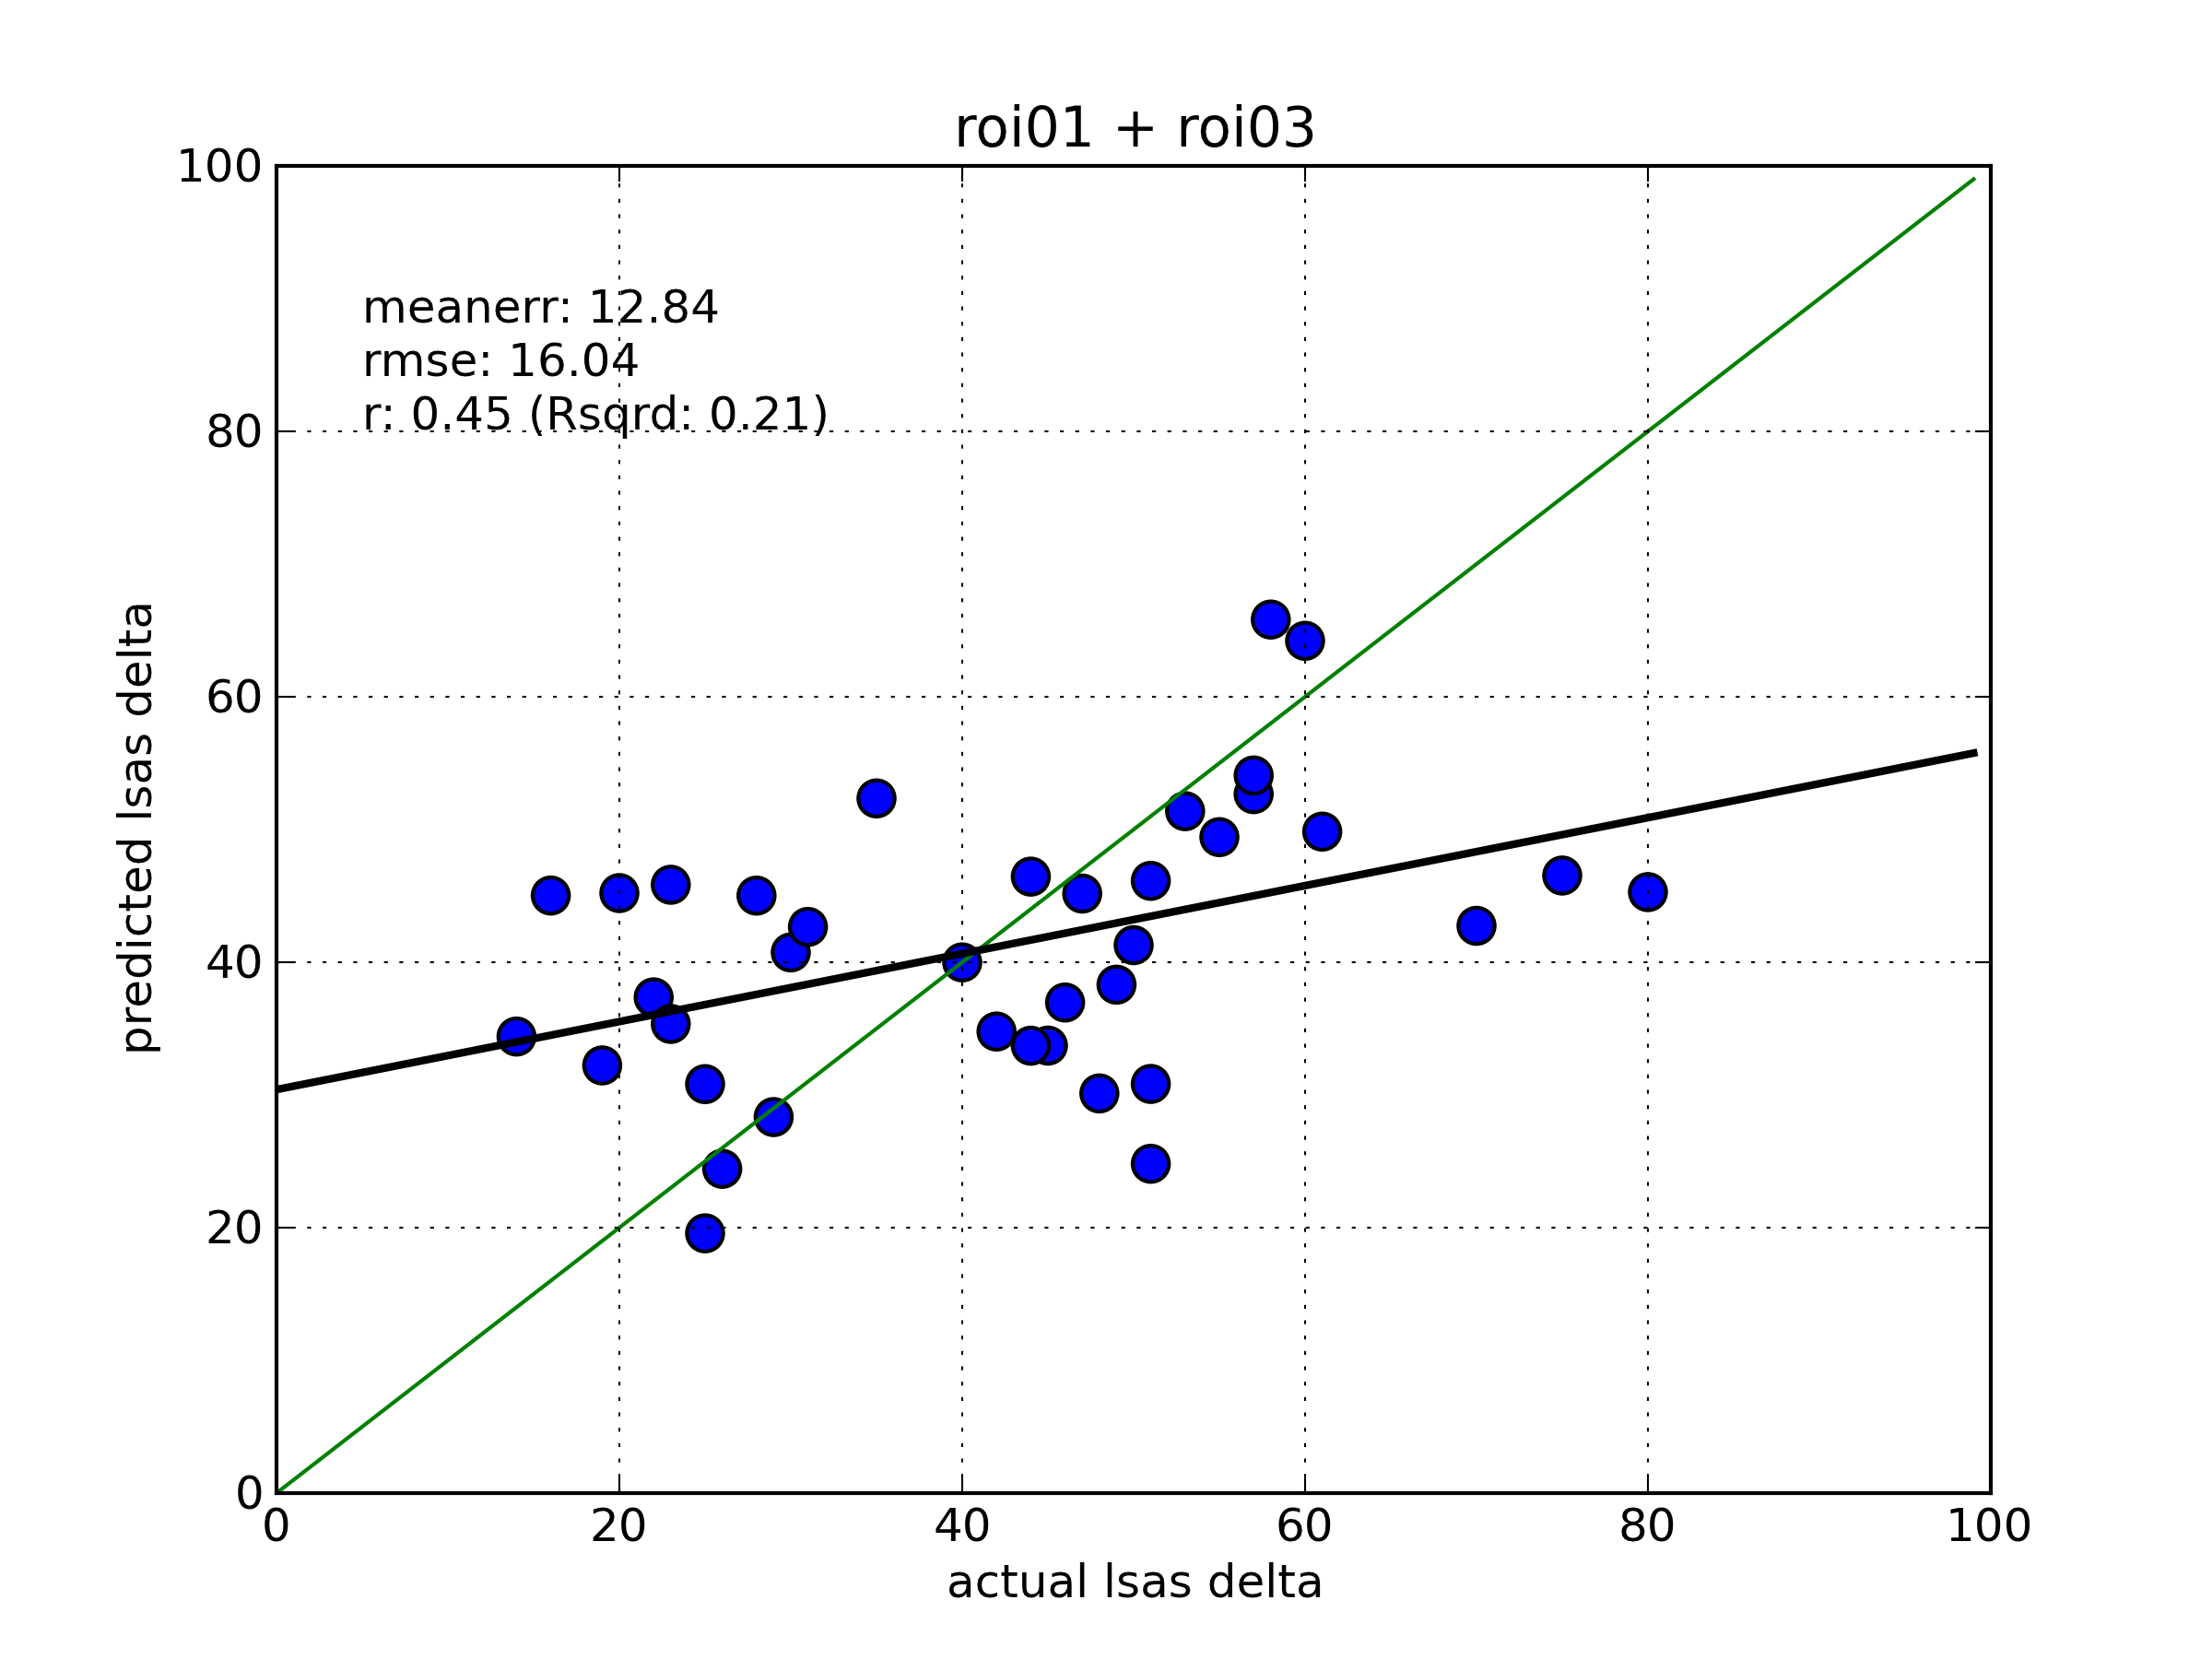 roi01 + roi03
100
80
60
40
20
0
predicted lsas delta
meanerr: 12.84
rmse: 16.04
r: 0.45 (Rsqrd: 0.21)
0 20 40 60 80 100
actual lsas delta